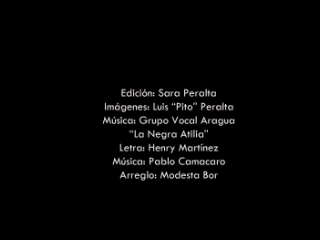 Edición: Sara Peralta
Imágenes: Luis “Pito” Peralta
Música: Grupo Vocal Aragua
“La Negra Atilia”
Letra: Henry Martínez
Música: Pablo Camacaro
Arreglo: Modesta Bor